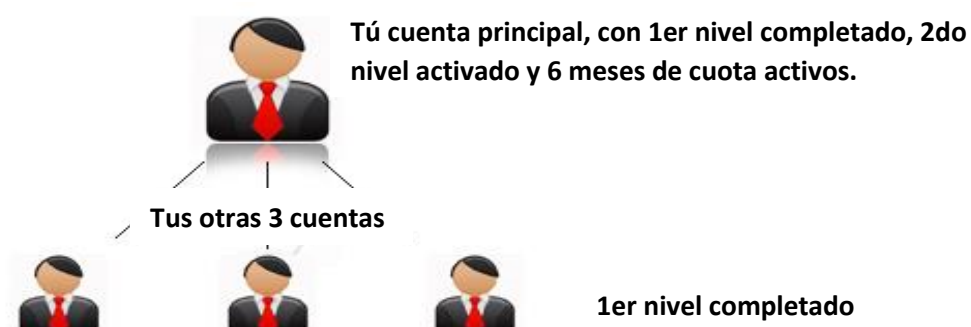 Tú cuenta principal, con 1er nivel completado, 2do
nivel activado y 6 meses de cuota activos.
Tus otras 3 cuentas
1er nivel completado